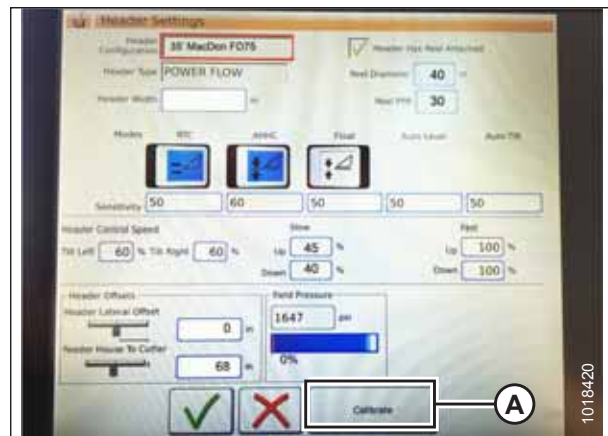 Header Settings
Header Configuration 35' MacDon FD75
Header Has Reel Attached
Header Type POWER FLOW
Reel Diameter 40 in
Header Width in
Reel PPR 30
Modes RTC AHHC Float Auto Level Auto Tilt
Sensitivity 50 60 50 50 50
Header Control Speed
Slow
Fast
Tilt Left 60 % Tilt Right 60 %
Up 45 %
Up 100 %
Down 40 %
Down 100 %
Header Offsets
Field Pressure
Header Lateral Offset
0 in
1647 psi
Feeder House To Cutter
68 in
0%
Calibrate
A
1018420